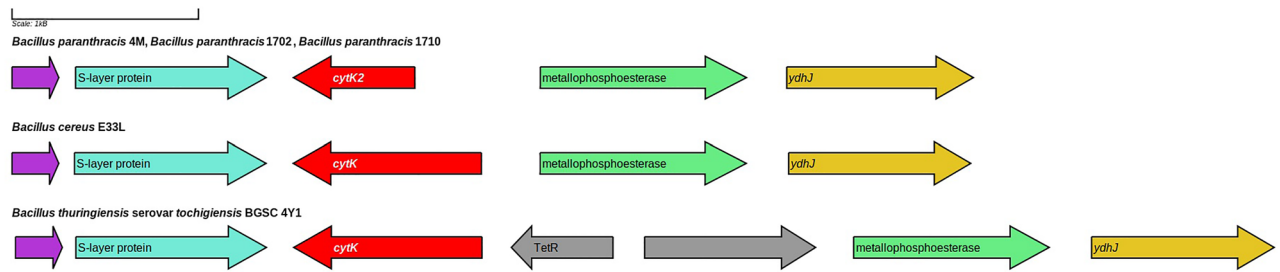 Scale: 1kB
Bacillus paranthracis 4M, Bacillus paranthracis 1702, Bacillus paranthracis 1710
S-layer protein cytK2 metallophosphoesterase ydhJ
Bacillus cereus E33L
S-layer protein cytK metallophosphoesterase ydhJ
Bacillus thuringiensis serovar tochigiensis BGSC 4Y1
S-layer protein cytK TetR metallophosphoesterase ydhJ